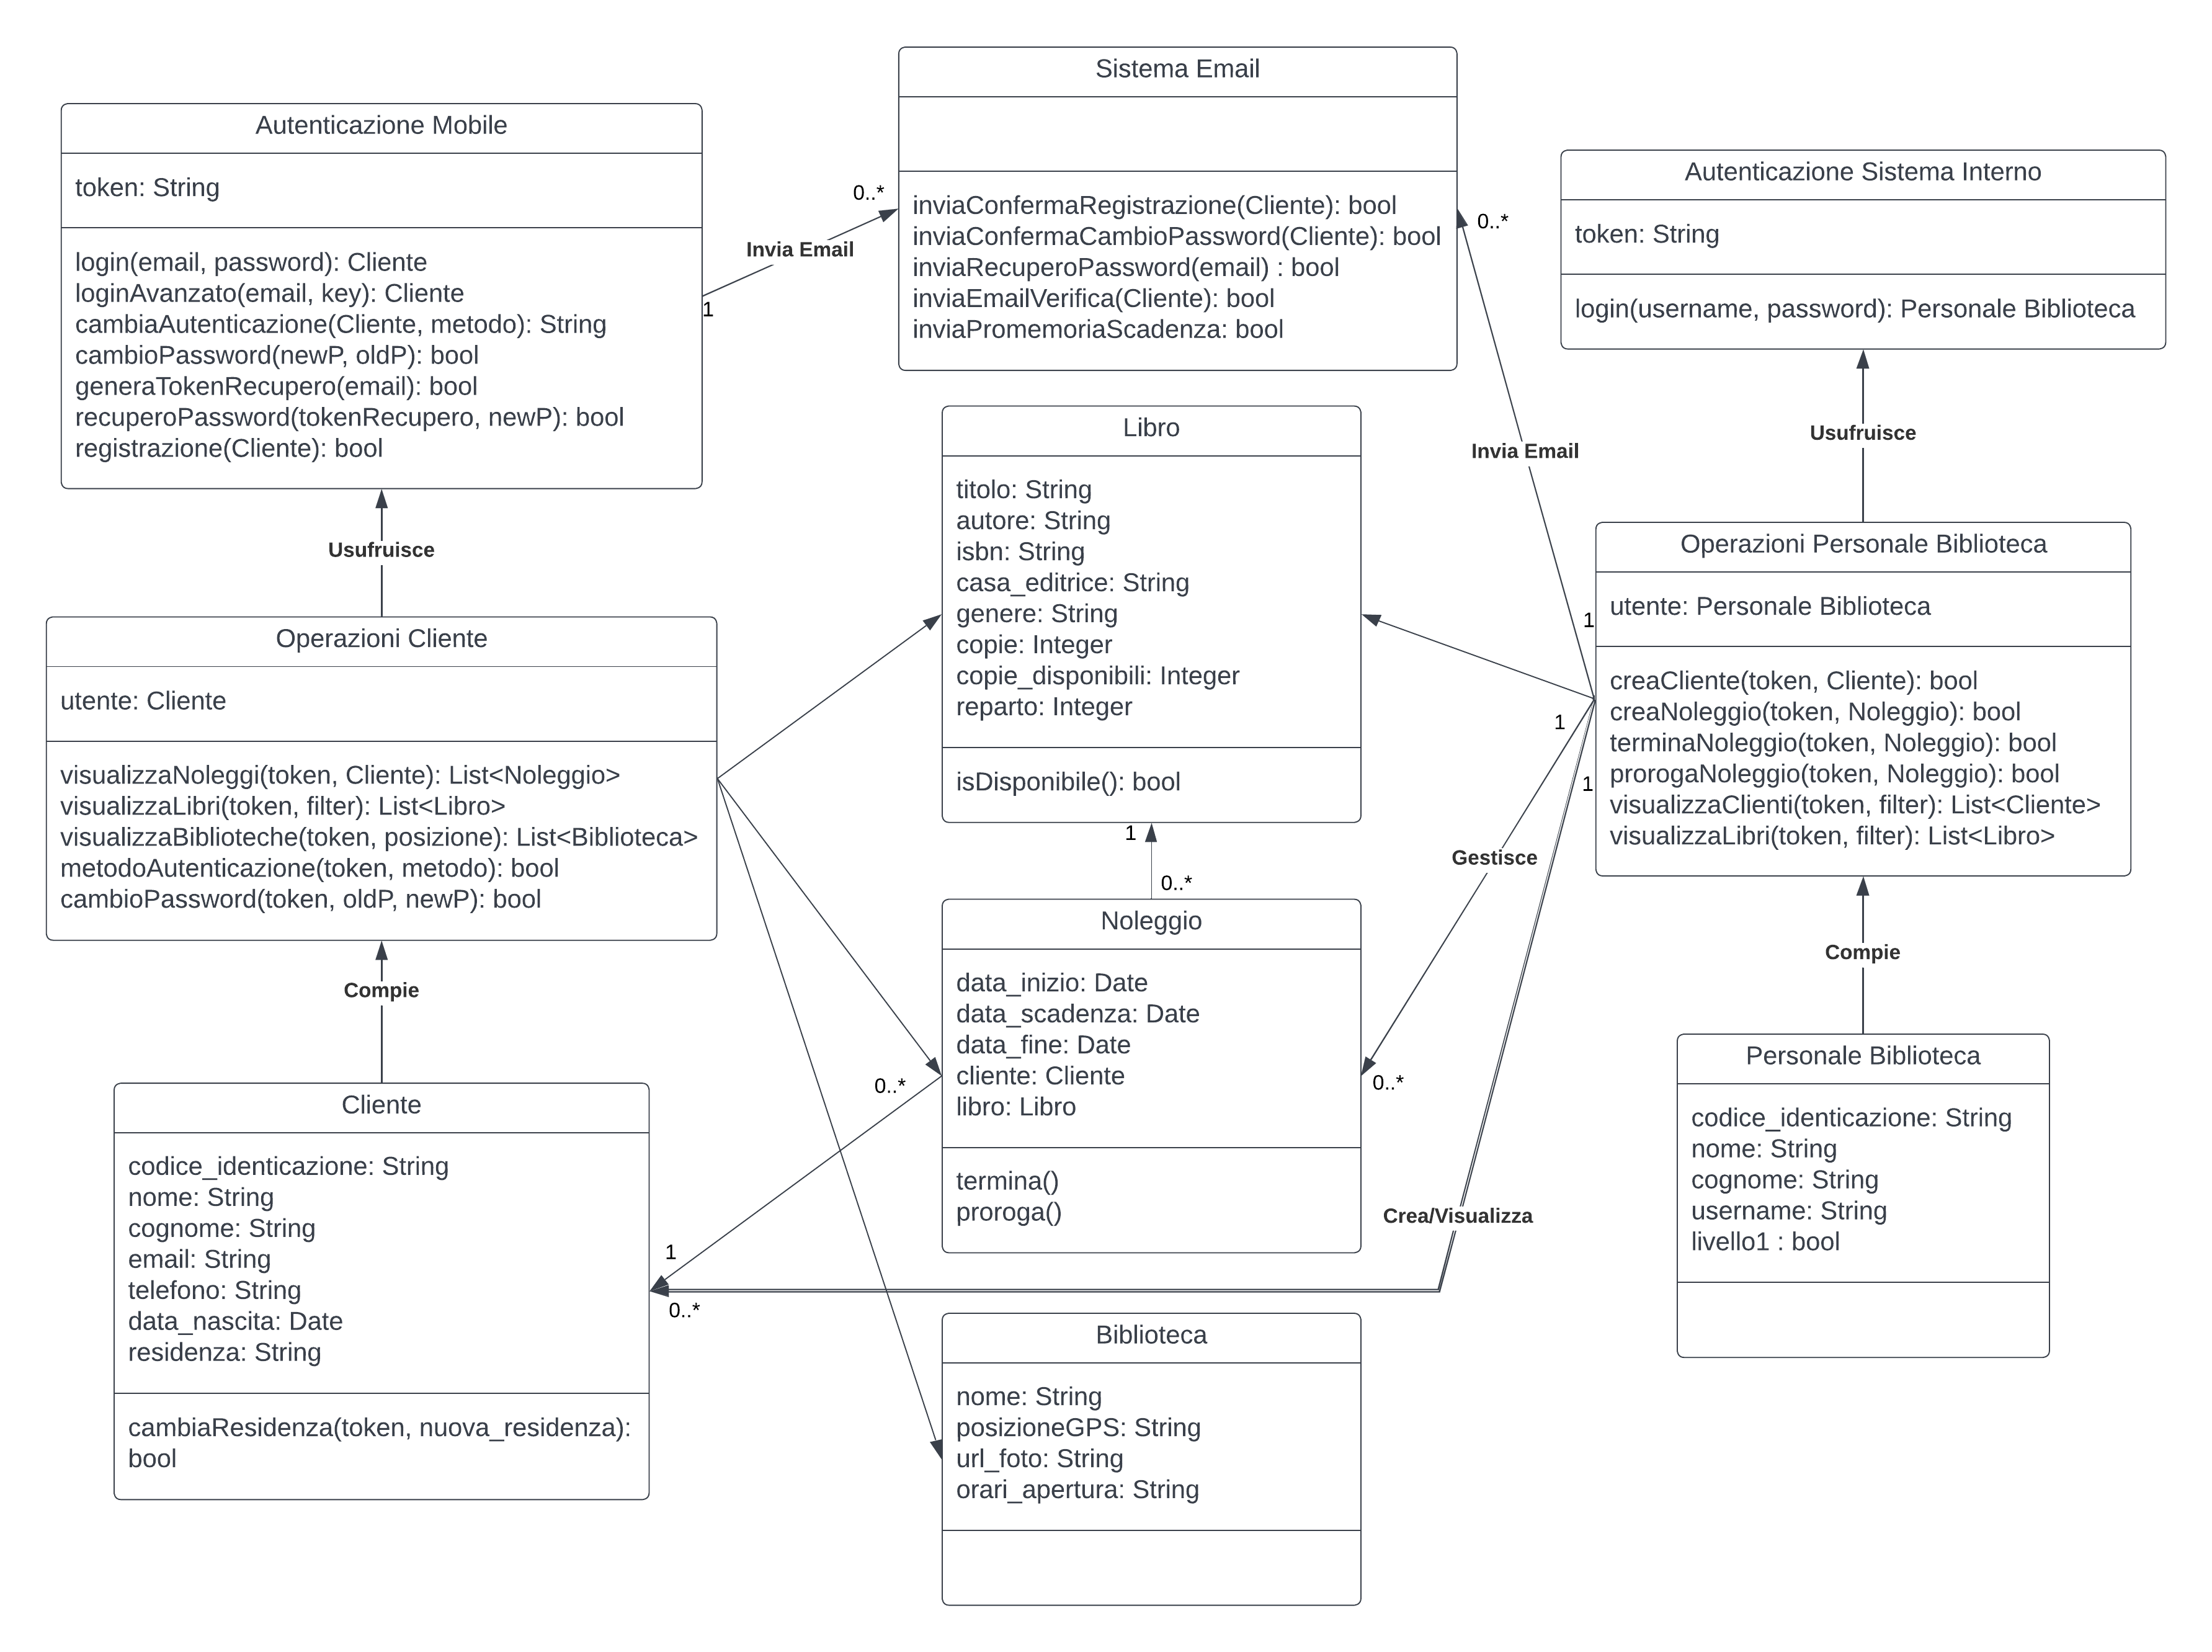 Sistema Email
inviaConfermaRegistrazione(Cliente): bool
inviaConfermaCambioPassword(Cliente): bool
inviaRecuperoPassword(email) : bool
inviaEmailVerifica(Cliente): bool
inviaPromemoriaScadenza: bool
Autenticazione Mobile
token: String
login(email, password): Cliente
loginAvanzato(email, key): Cliente
cambiaAutenticazione(Cliente, metodo): String
cambioPassword(newP, oldP): bool
generaTokenRecupero(email): bool
recuperoPassword(tokenRecupero, newP): bool
registrazione(Cliente): bool
0..*
Invia Email
1
Autenticazione Sistema Interno
token: String
login(username, password): Personale Biblioteca
0..*
Invia Email
1
Usufruisce
Usufruisce
Libro
titolo: String
autore: String
isbn: String
casa_editrice: String
genere: String
copie: Integer
copie_disponibili: Integer
reparto: Integer
isDisponibile(): bool
Operazioni Personale Biblioteca
utente: Personale Biblioteca
creaCliente(token, Cliente): bool
creaNoleggio(token, Noleggio): bool
terminaNoleggio(token, Noleggio): bool
prorogaNoleggio(token, Noleggio): bool
visualizzaClienti(token, filter): List<Cliente>
visualizzaLibri(token, filter): List<Libro>
Operazioni Cliente
utente: Cliente
visualizzaNoleggi(token, Cliente): List<Noleggio>
visualizzaLibri(token, filter): List<Libro>
visualizzaBiblioteche(token, posizione): List<Biblioteca>
metodoAutenticazione(token, metodo): bool
cambioPassword(token, oldP, newP): bool
1
1
1
0..*
Gestisce
0..*
Noleggio
data_inizio: Date
data_scadenza: Date
data_fine: Date
cliente: Cliente
libro: Libro
termina()
proroga()
Compie
Compie
Personale Biblioteca
codice_identicazione: String
nome: String
cognome: String
username: String
livello1 : bool
0..*
1
Crea/Visualizza
0..*
Cliente
codice_identicazione: String
nome: String
cognome: String
email: String
telefono: String
data_nascita: Date
residenza: String
cambiaResidenza(token, nuova_residenza):
bool
Biblioteca
nome: String
posizioneGPS: String
url_foto: String
orari_apertura: String